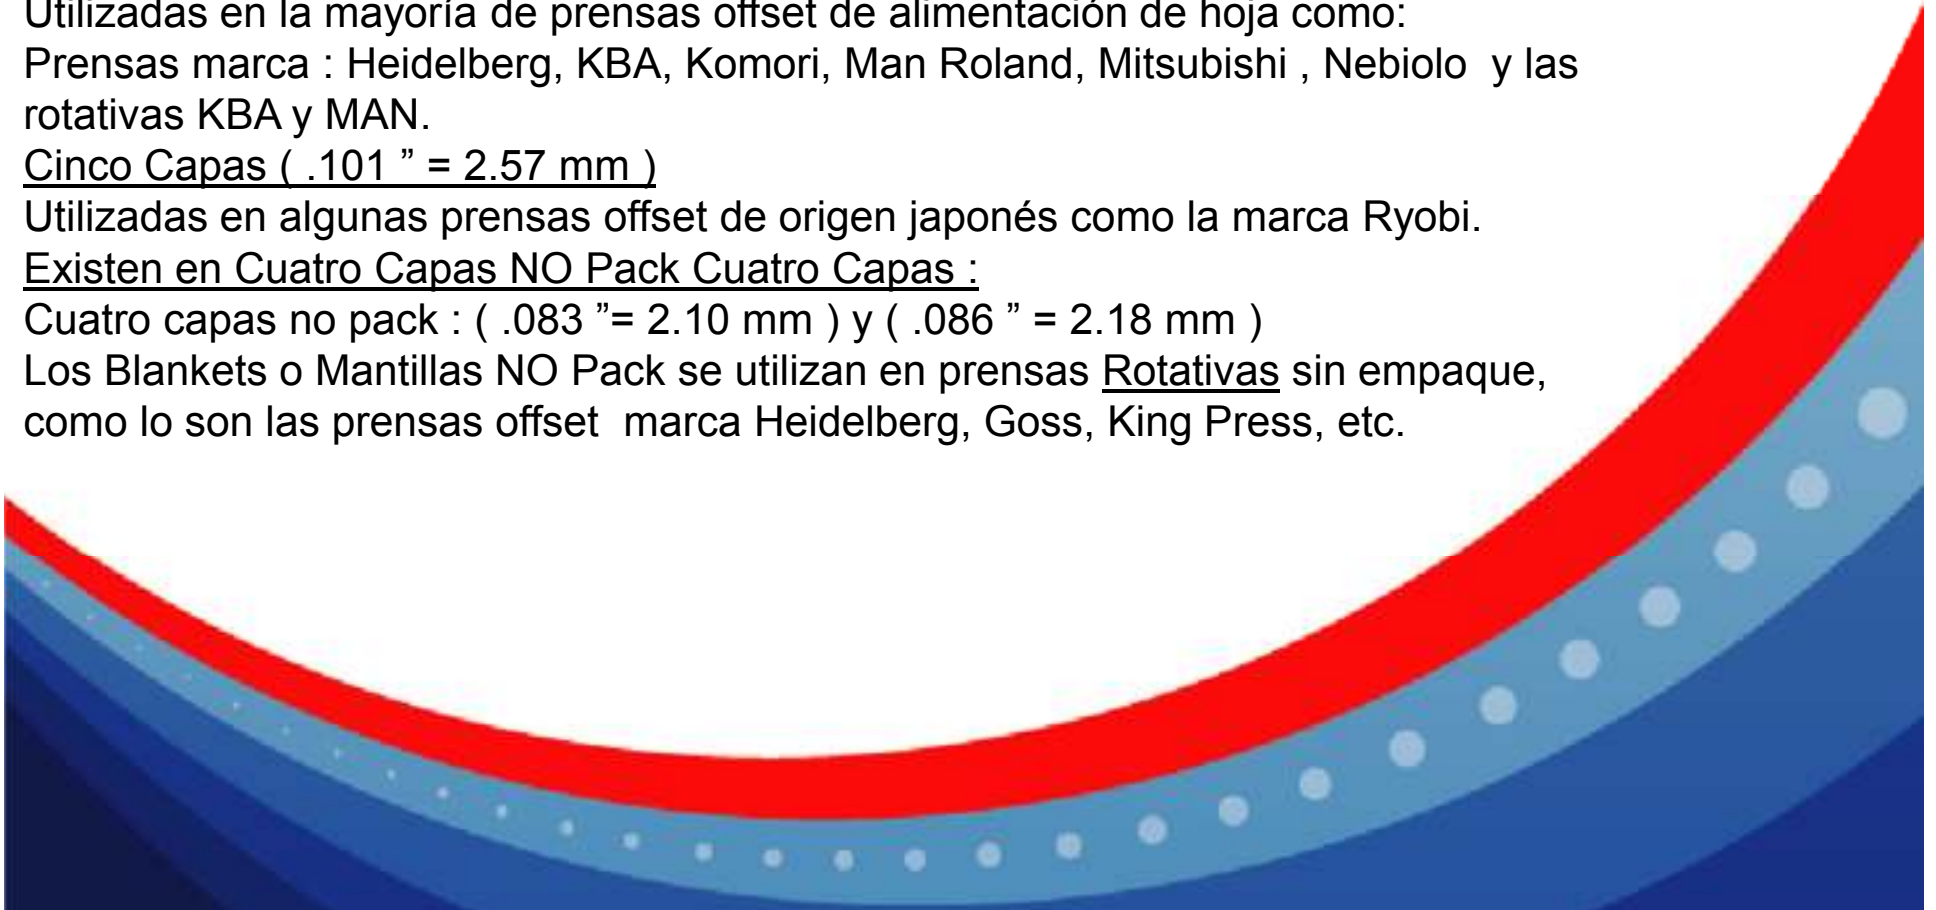 Utilizadas en la mayoría de prensas offset de alimentación de hoja como:
Prensas marca : Heidelberg, KBA, Komori, Man Roland, Mitsubishi , Nebiolo  y las
rotativas KBA y MAN.
Cinco Capas ( .101 ” = 2.57 mm )
Utilizadas en algunas prensas offset de origen japonés como la marca Ryobi.
Existen en Cuatro Capas NO Pack Cuatro Capas :
Cuatro capas no pack : ( .083 ”= 2.10 mm ) y ( .086 ” = 2.18 mm )
Los Blankets o Mantillas NO Pack se utilizan en prensas Rotativas sin empaque,
como lo son las prensas offset  marca Heidelberg, Goss, King Press, etc.